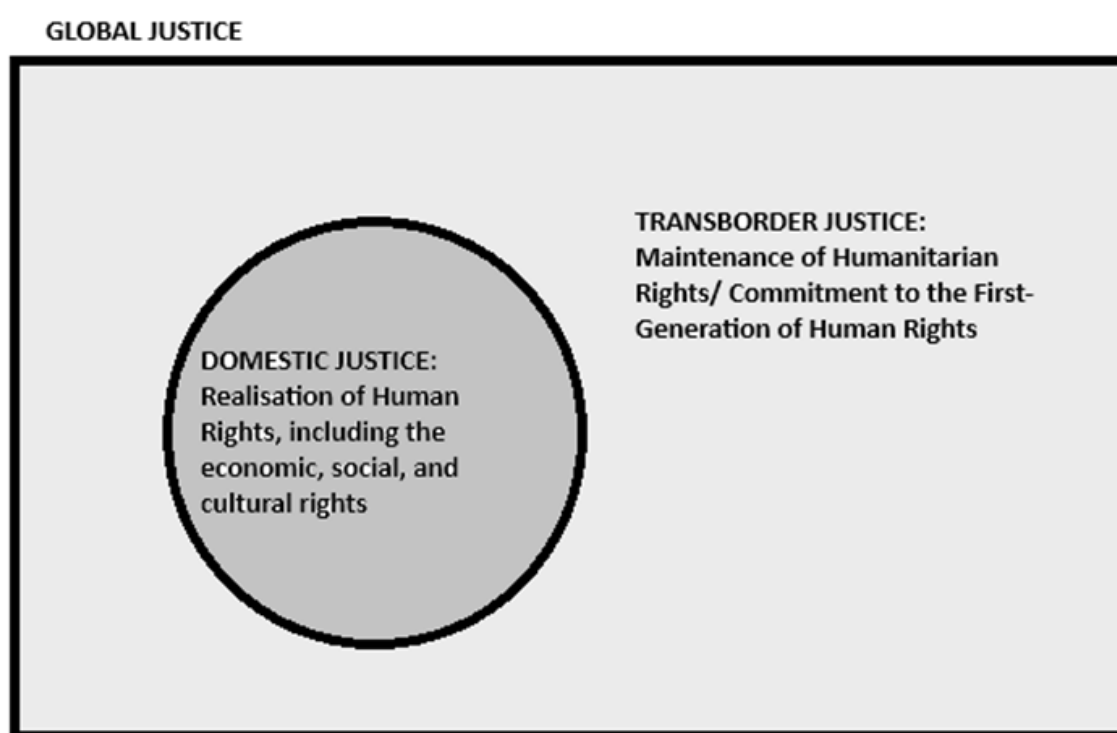 GLOBAL JUSTICE
TRANSBORDER JUSTICE:
Maintenance of Humanitarian
Rights/ Commitment to the First-
Generation of Human Rights
DOMESTIC JUSTICE:
Realisation of Human
Rights, including the
economic, social, and
cultural rights